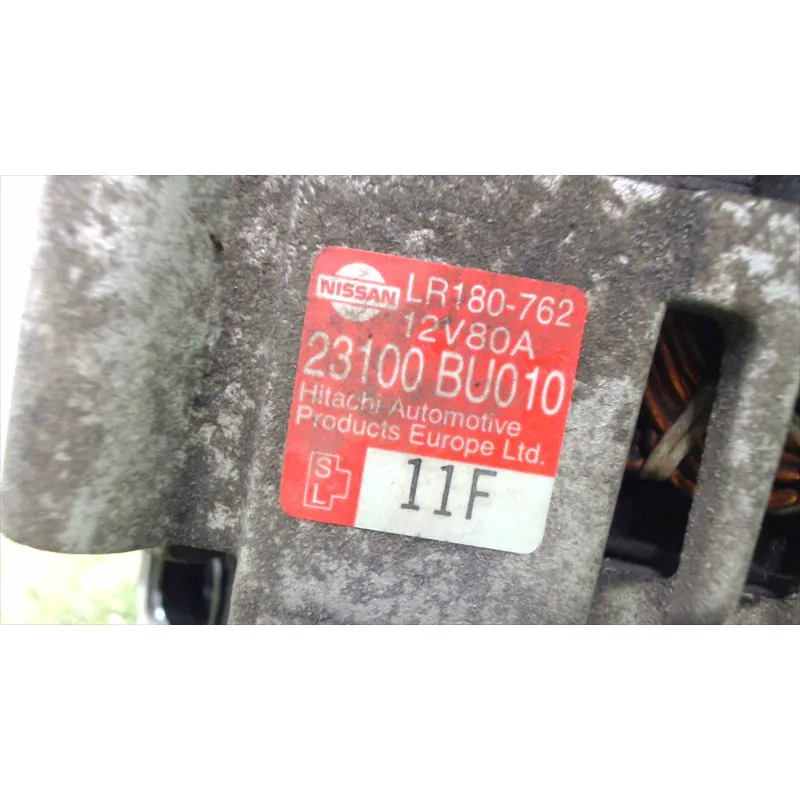 NISSAN LR180-762
12V80A
23100 BU010
Hitachi Automotive
Products Europe Ltd.
S
L
11F